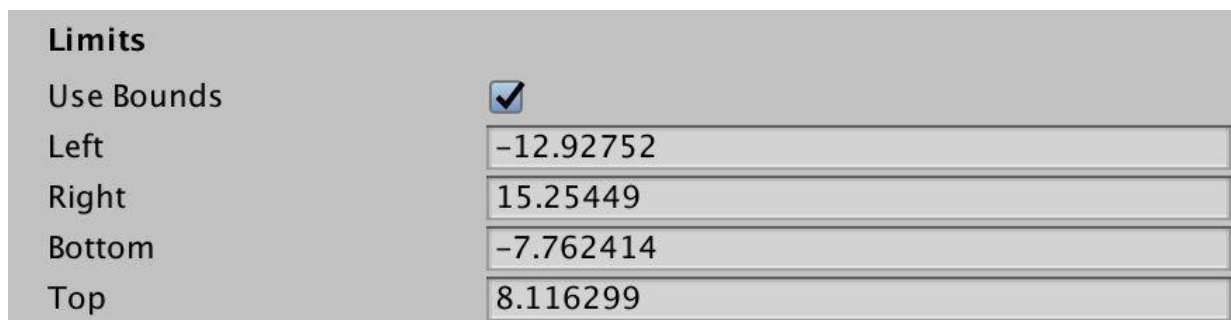 Limits
Use Bounds
Left -12.92752
Right 15.25449
Bottom -7.762414
Top 8.116299